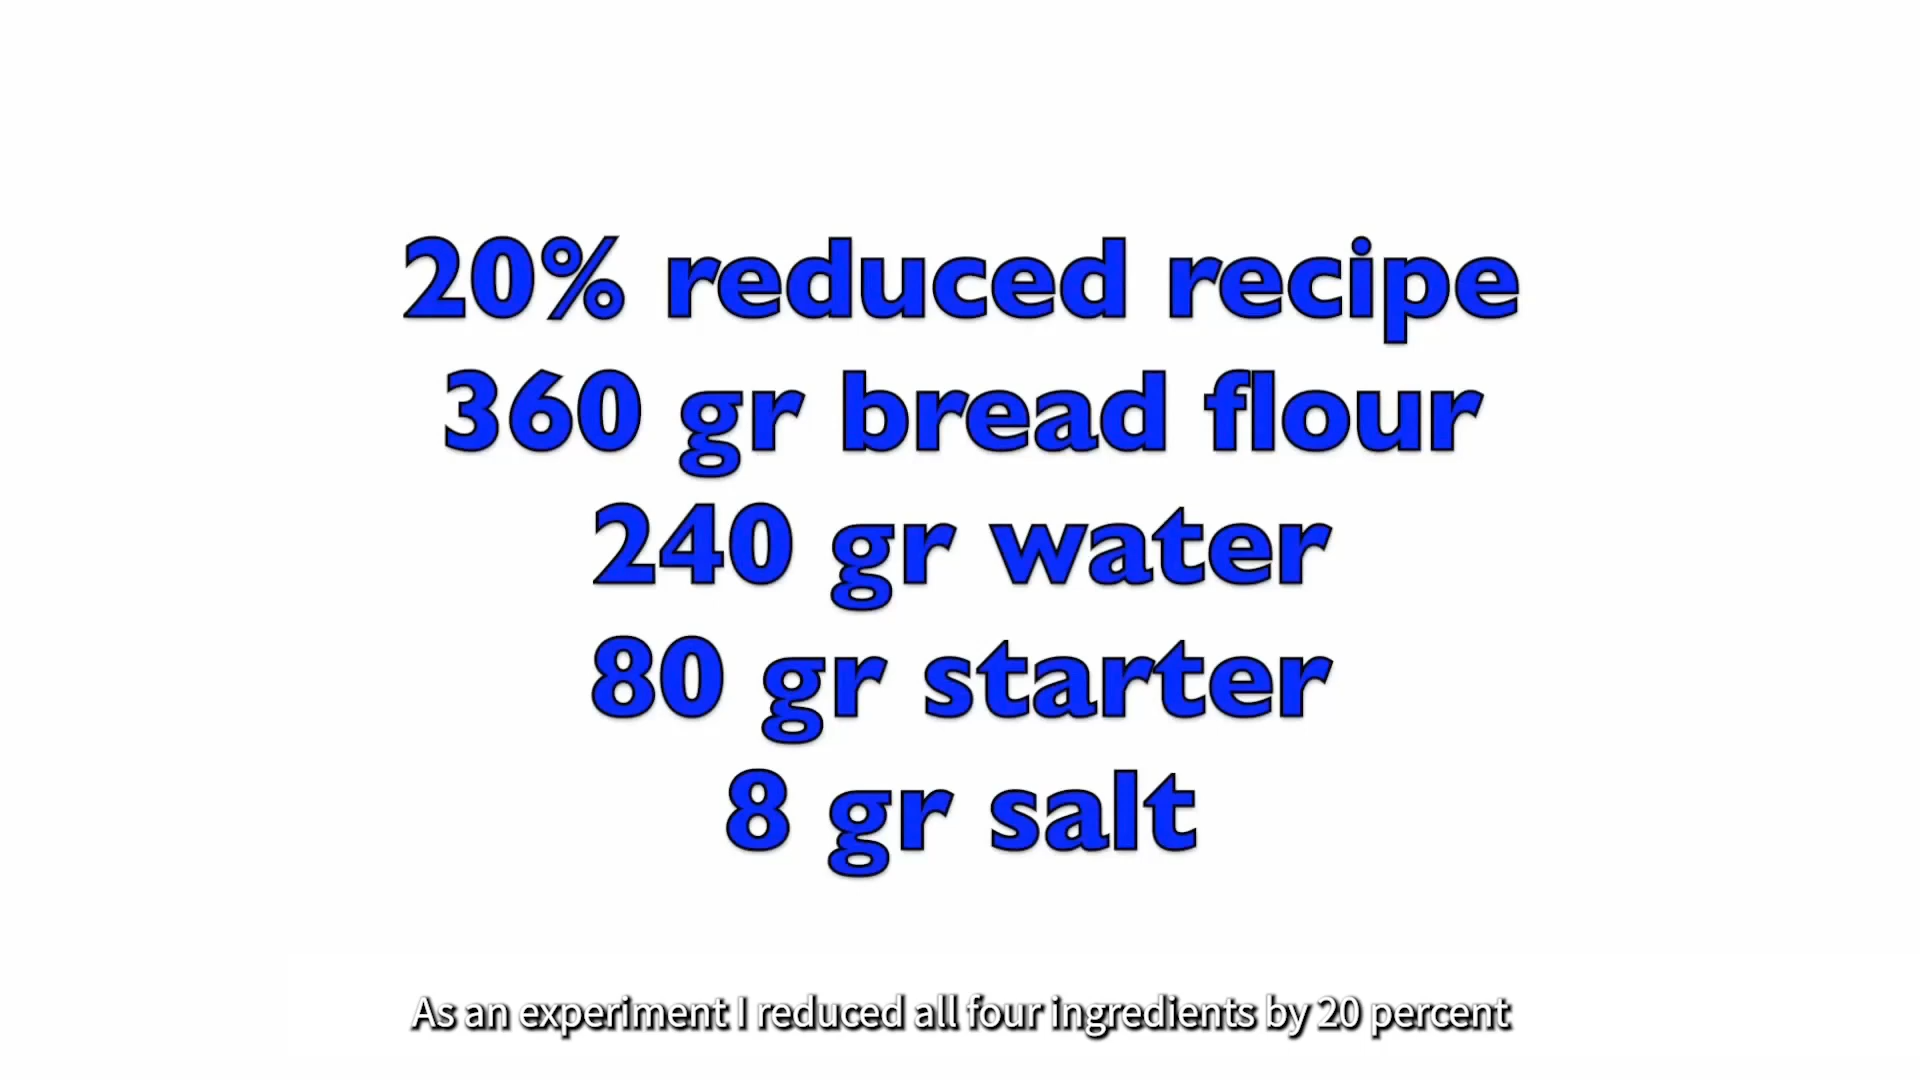 20% reduced recipe
360 gr bread flour
240 gr water
80 gr starter
8 gr salt
As an experiment I reduced all four ingredients by 20 percent